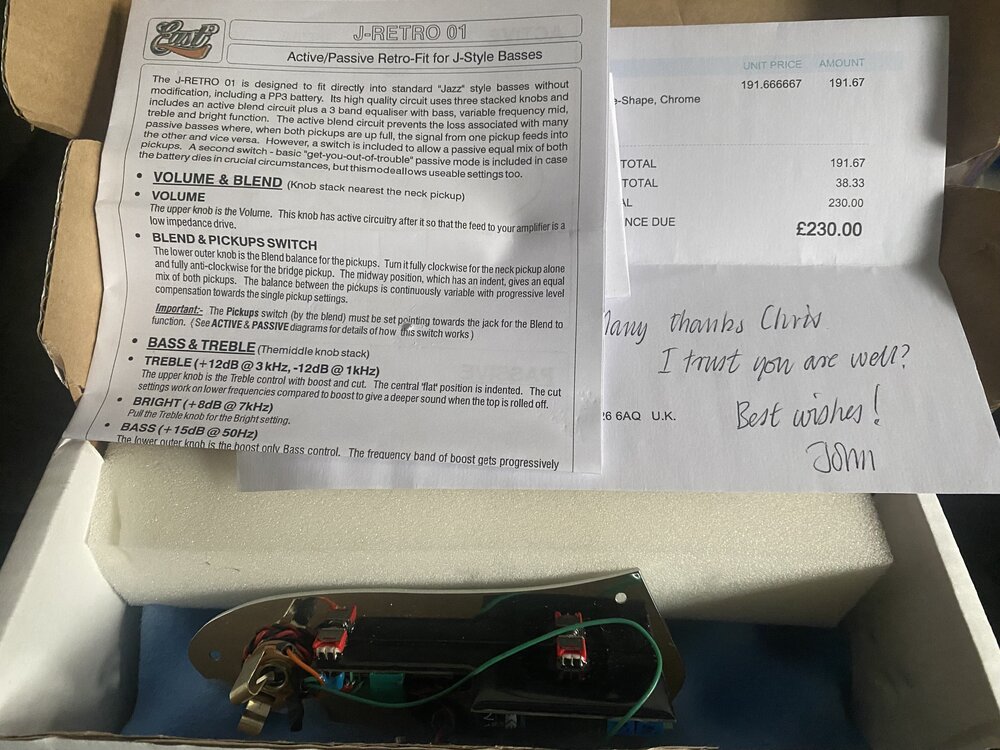 East
J-RETRO 01
Active/Passive Retro-Fit for J-Style Basses
The J-RETRO 01 is designed to fit directly into standard "Jazz" style basses without
modification, including a PP3 battery. Its high quality circuit uses three stacked knobs and
includes an active blend circuit plus a 3 band equaliser with bass, variable frequency mid,
treble and bright function. The active blend circuit prevents the loss associated with many
passive basses where, when both pickups are up full, the signal from one pickup feeds into
the other and vice versa. However, a switch is included to allow a passive equal mix of both
pickups. A second switch - basic "get-you-out-of-trouble" passive mode is included in case
the battery dies in crucial circumstances, but this mode allows useable settings too.
• VOLUME & BLEND (Knob stack nearest the neck pickup)
• VOLUME
The upper knob is the Volume. This knob has active circuitry after it so that the feed to your amplifier is a
low impedance drive.
• BLEND & PICKUPS SWITCH
The lower outer knob is the Blend balance for the pickups. Turn it fully clockwise for the neck pickup alone
and fully anti-clockwise for the bridge pickup. The midway position, which has an indent, gives an equal
mix of both pickups. The balance between the pickups is continuously variable with progressive level
compensation towards the single pickup settings.
Important:- The Pickups switch (by the blend) must be set pointing towards the jack for the Blend to
function. (See ACTIVE & PASSIVE diagrams for details of how this switch works)
• BASS & TREBLE (The middle knob stack)
• TREBLE (+12dB @ 3kHz, -12dB @ 1kHz)
The upper knob is the Treble control with boost and cut. The central 'flat' position is indented. The cut
settings work on lower frequencies compared to boost to give a deeper sound when the top is rolled off.
• BRIGHT (+8dB @ 7kHz)
Pull the Treble knob for the Bright setting.
• BASS (+15dB @ 50Hz)
The lower outer knob is the boost only Bass control. The frequency band of boost gets progressively
UNIT PRICE AMOUNT
191.666667 191.67
e-Shape, Chrome
TOTAL 191.67
TOTAL 38.33
AL 230.00
NCE DUE £230.00
Many thanks Chris
I trust you are well?
Best wishes!
John
26 6AQ U.K.